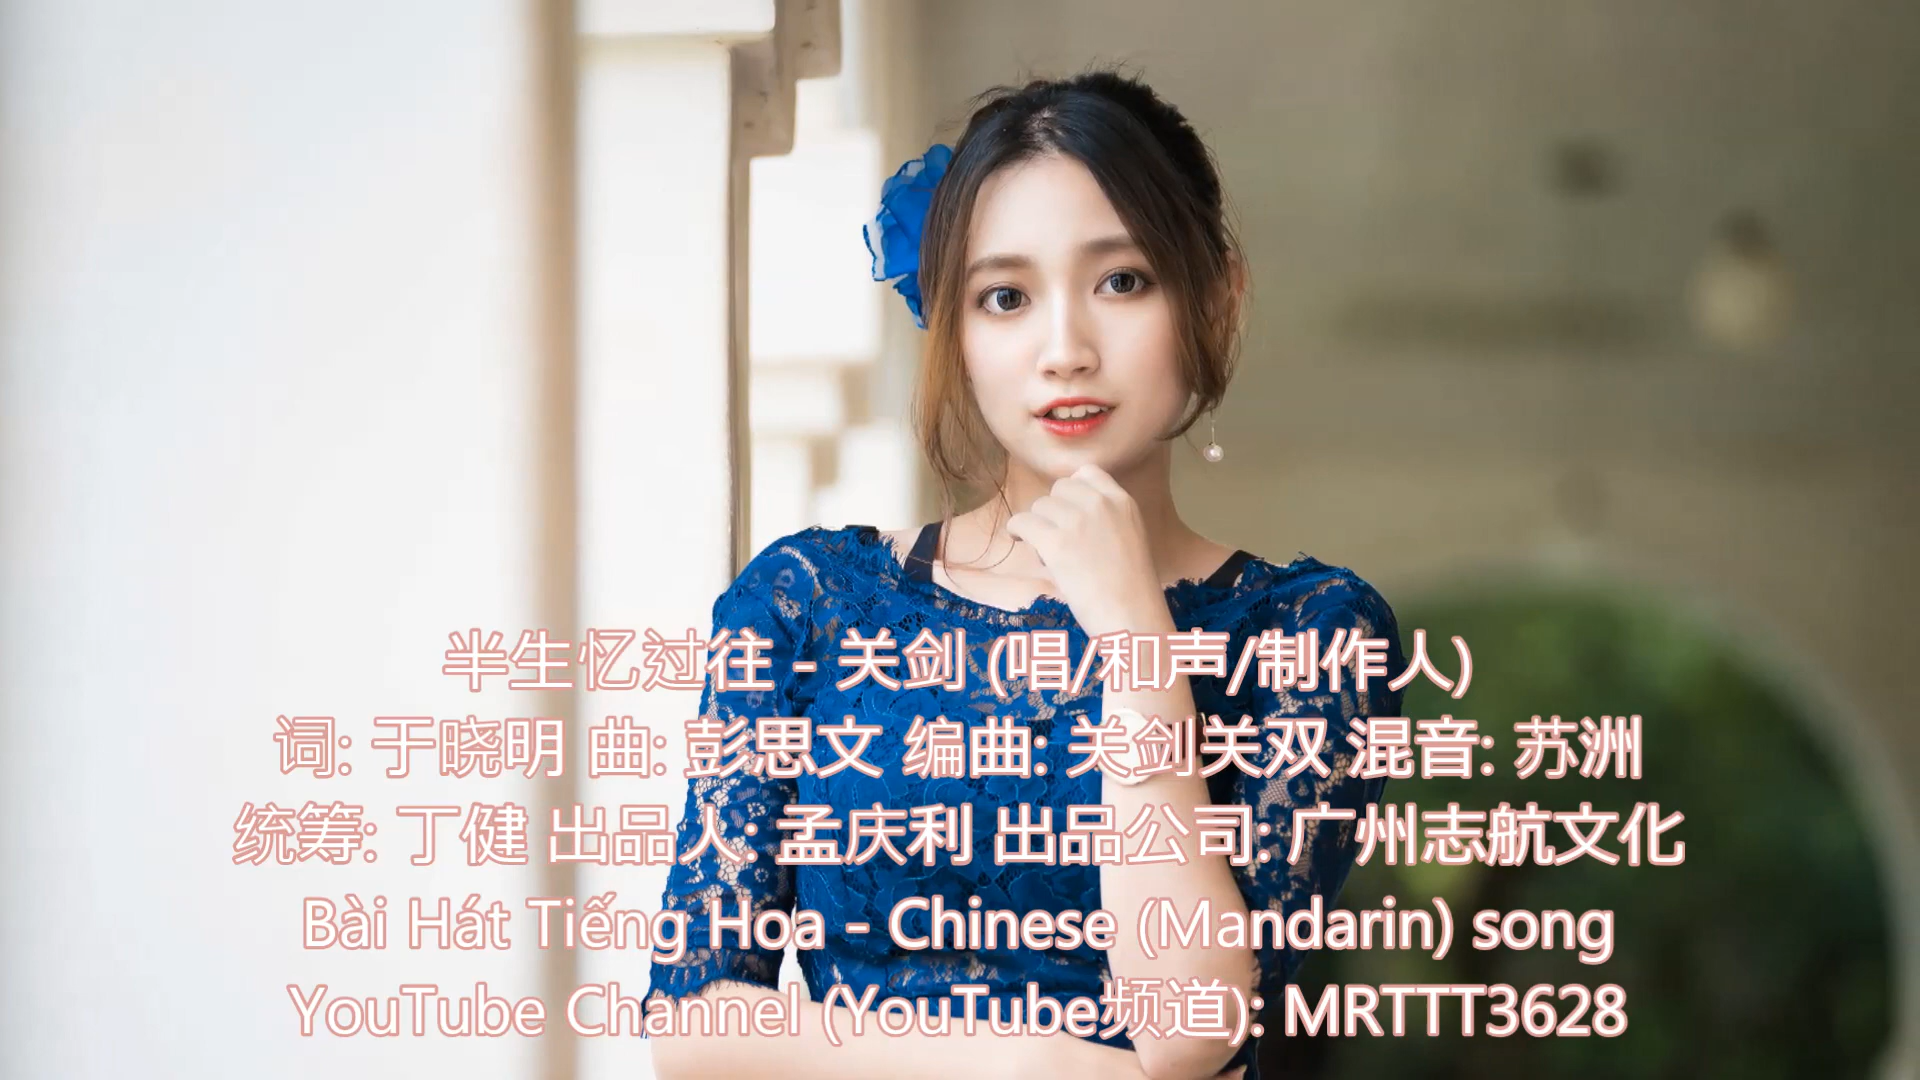 半生忆过往 - 关剑 (唱/和声/制作人)
词: 于晓明 曲: 彭思文 编曲: 关剑关双 混音: 苏洲
统筹: 丁健 出品人: 孟庆利 出品公司: 广州志航文化
Bài Hát Tiếng Hoa - Chinese (Mandarin) song
YouTube Channel (YouTube频道): MRTTT3628